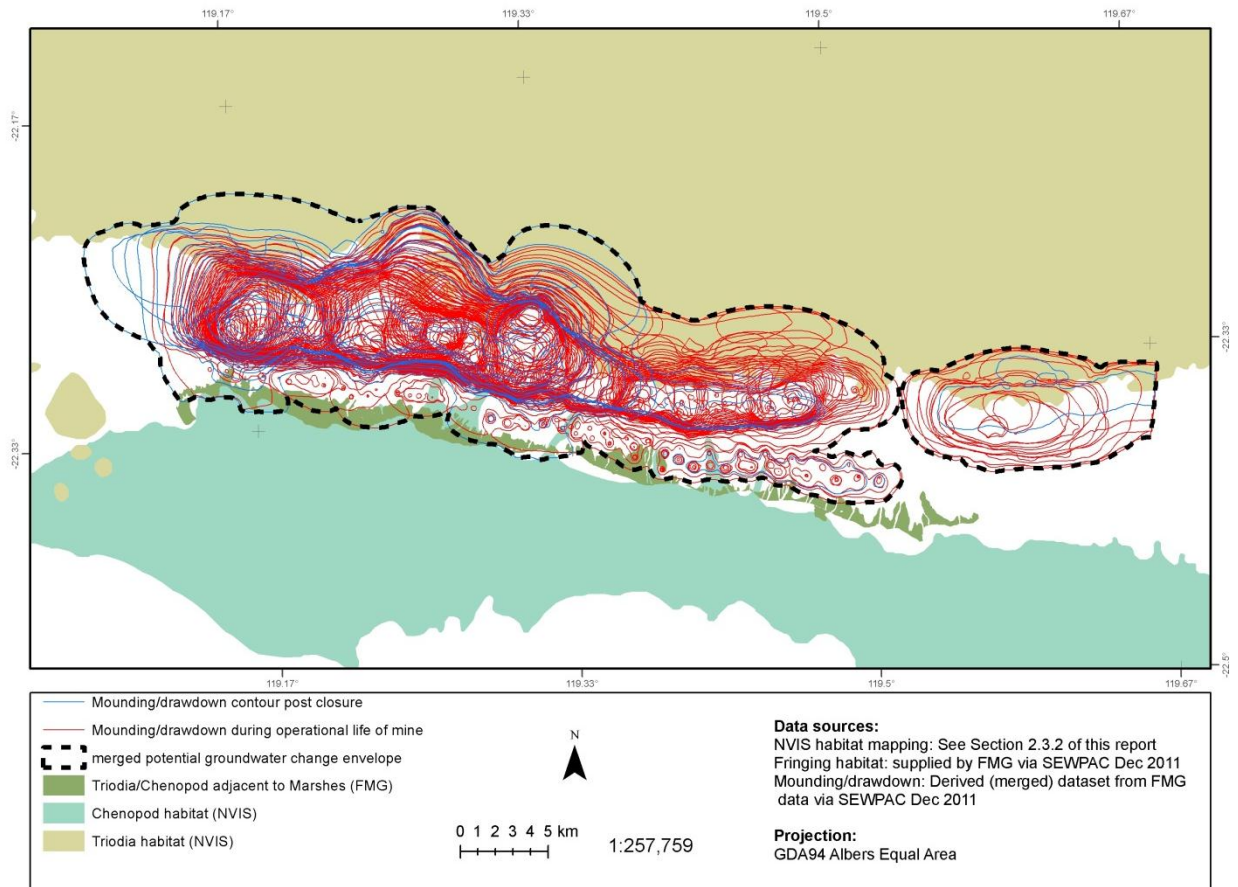 119.17°
119.33°
119.5°
119.67°
-22.17°
-22.33°
-22.33°
-22.5°
119.17°
119.33°
119.5°
119.67°
Mounding/drawdown contour post closure
Mounding/drawdown during operational life of mine
merged potential groundwater change envelope
Triodia/Chenopod adjacent to Marshes (FMG)
Chenopod habitat (NVIS)
Triodia habitat (NVIS)
N
0 1 2 3 4 5 km
1:257,759
Data sources:
NVIS habitat mapping: See Section 2.3.2 of this report
Fringing habitat: supplied by FMG via SEWPAC Dec 2011
Mounding/drawdown: Derived (merged) dataset from FMG
data via SEWPAC Dec 2011
Projection:
GDA94 Albers Equal Area